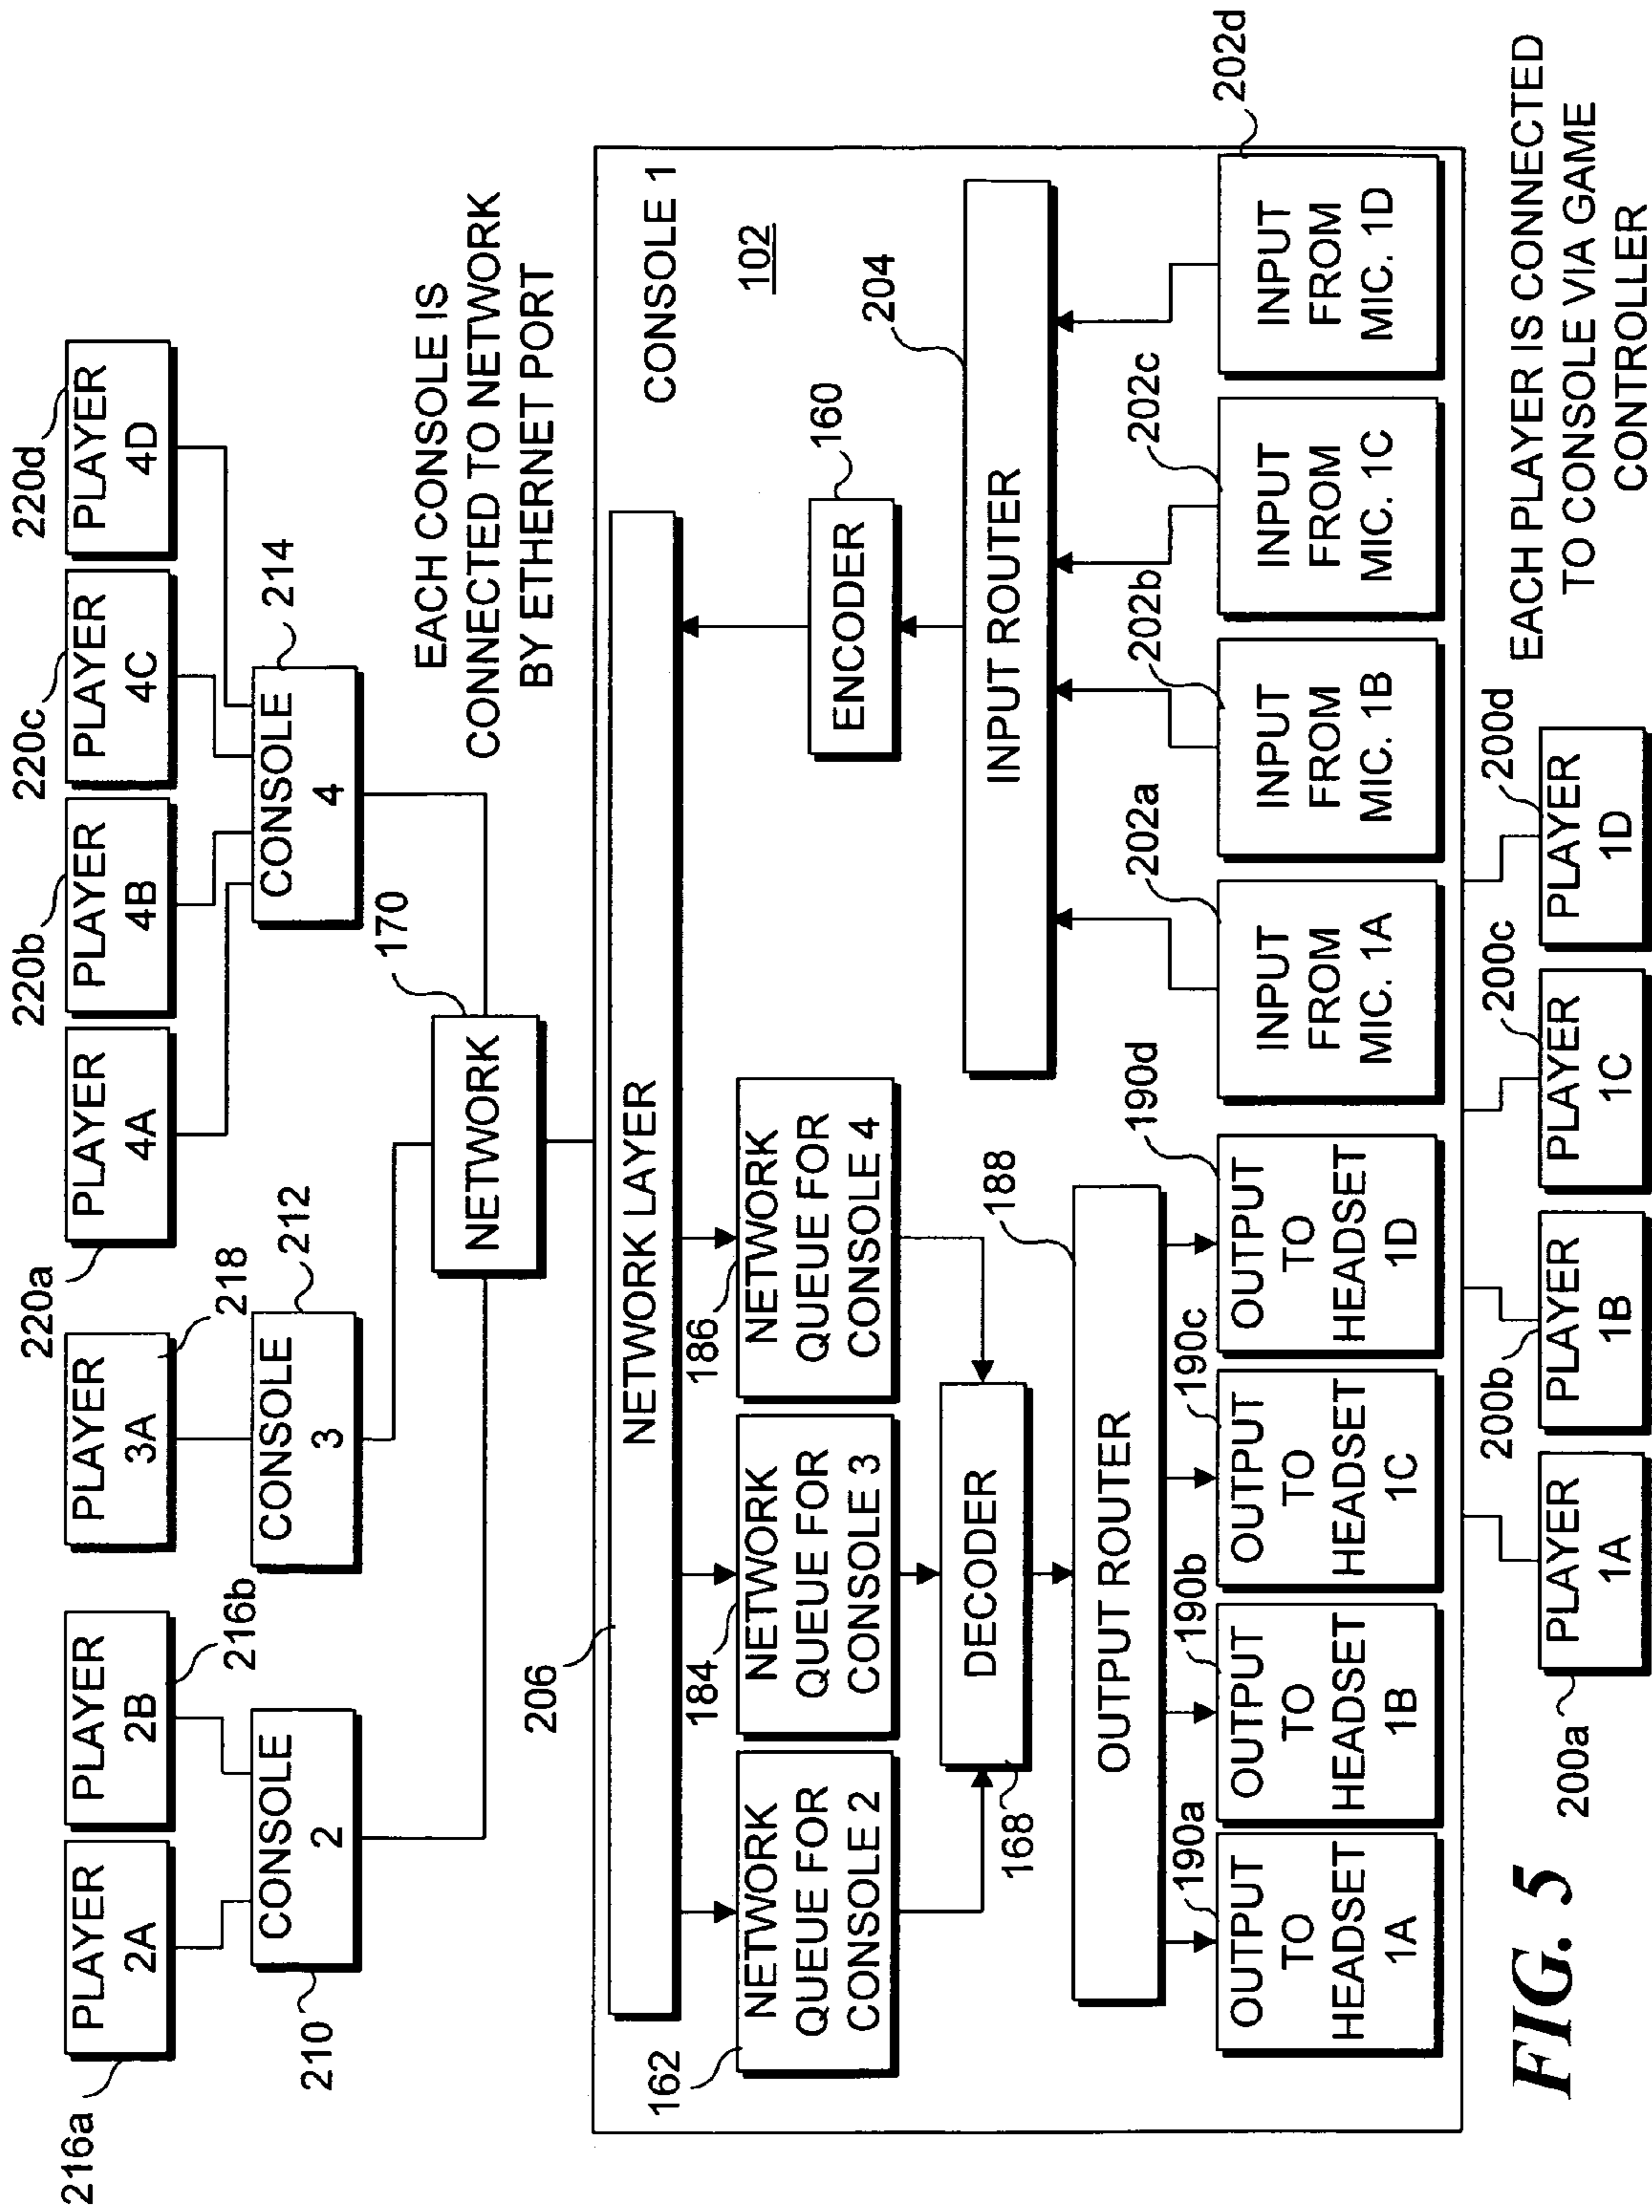 216a
PLAYER
2A
PLAYER
2B
216b
220a
PLAYER
3A
218
PLAYER
4A
220b
PLAYER
4B
220c
PLAYER
4C
220d
PLAYER
4D
210
CONSOLE
2
CONSOLE
3
212
CONSOLE
4
214
NETWORK
170
EACH CONSOLE IS
CONNECTED TO NETWORK
BY ETHERNET PORT
206
NETWORK LAYER
CONSOLE 1
102
162
NETWORK
QUEUE FOR
CONSOLE 2
184
NETWORK
QUEUE FOR
CONSOLE 3
186
NETWORK
QUEUE FOR
CONSOLE 4
ENCODER
160
168
DECODER
188
INPUT ROUTER
204
OUTPUT ROUTER
190a
190b
190c
190d
202a
202b
202c
202d
OUTPUT
TO
HEADSET
1A
OUTPUT
TO
HEADSET
1B
OUTPUT
TO
HEADSET
1C
OUTPUT
TO
HEADSET
1D
INPUT
FROM
MIC. 1A
INPUT
FROM
MIC. 1B
INPUT
FROM
MIC. 1C
INPUT
FROM
MIC. 1D
200a
PLAYER
1A
200b
PLAYER
1B
200c
PLAYER
1C
200d
PLAYER
1D
EACH PLAYER IS CONNECTED
TO CONSOLE VIA GAME
CONTROLLER
FIG. 5